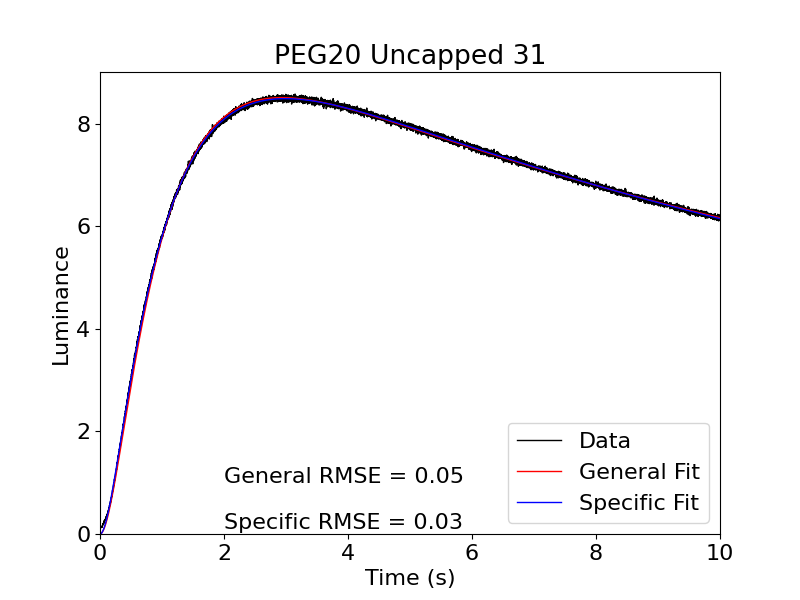 PEG20 Uncapped 31
Luminance
8
6
4
2
0
General RMSE = 0.05
Specific RMSE = 0.03
Data
General Fit
Specific Fit
0 2 4 6 8 10
Time (s)